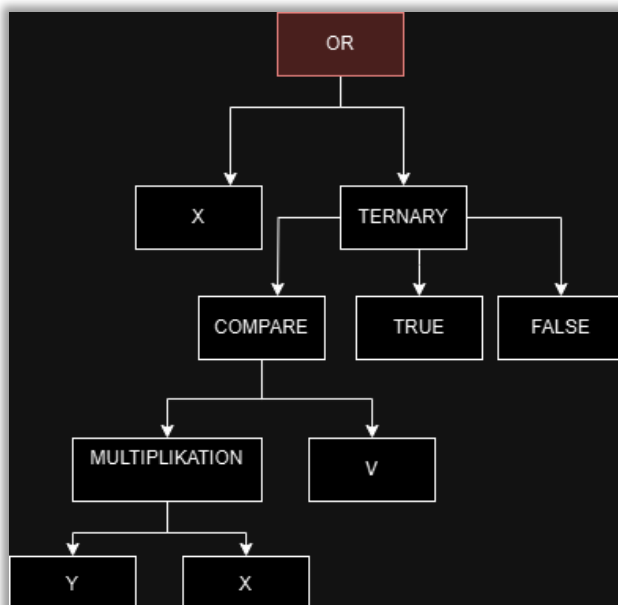 OR
X
TERNARY
COMPARE
TRUE
FALSE
MULTIPLIKATION
V
Y
X